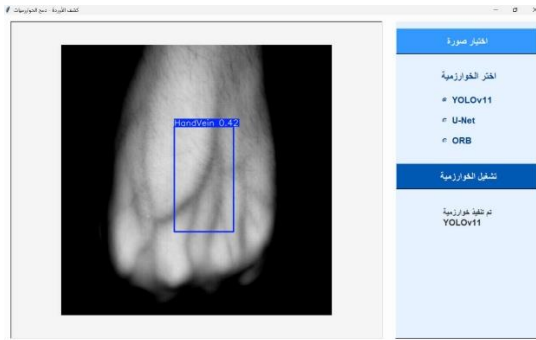 كشف الأوردة - دمج الخوارزميات
اختيار صورة
اختر الخوارزمية
YOLOv11
U-Net
ORB
تشغيل الخوارزمية
تم تنفيذ خوارزمية
YOLOv11
HandVein 0.42